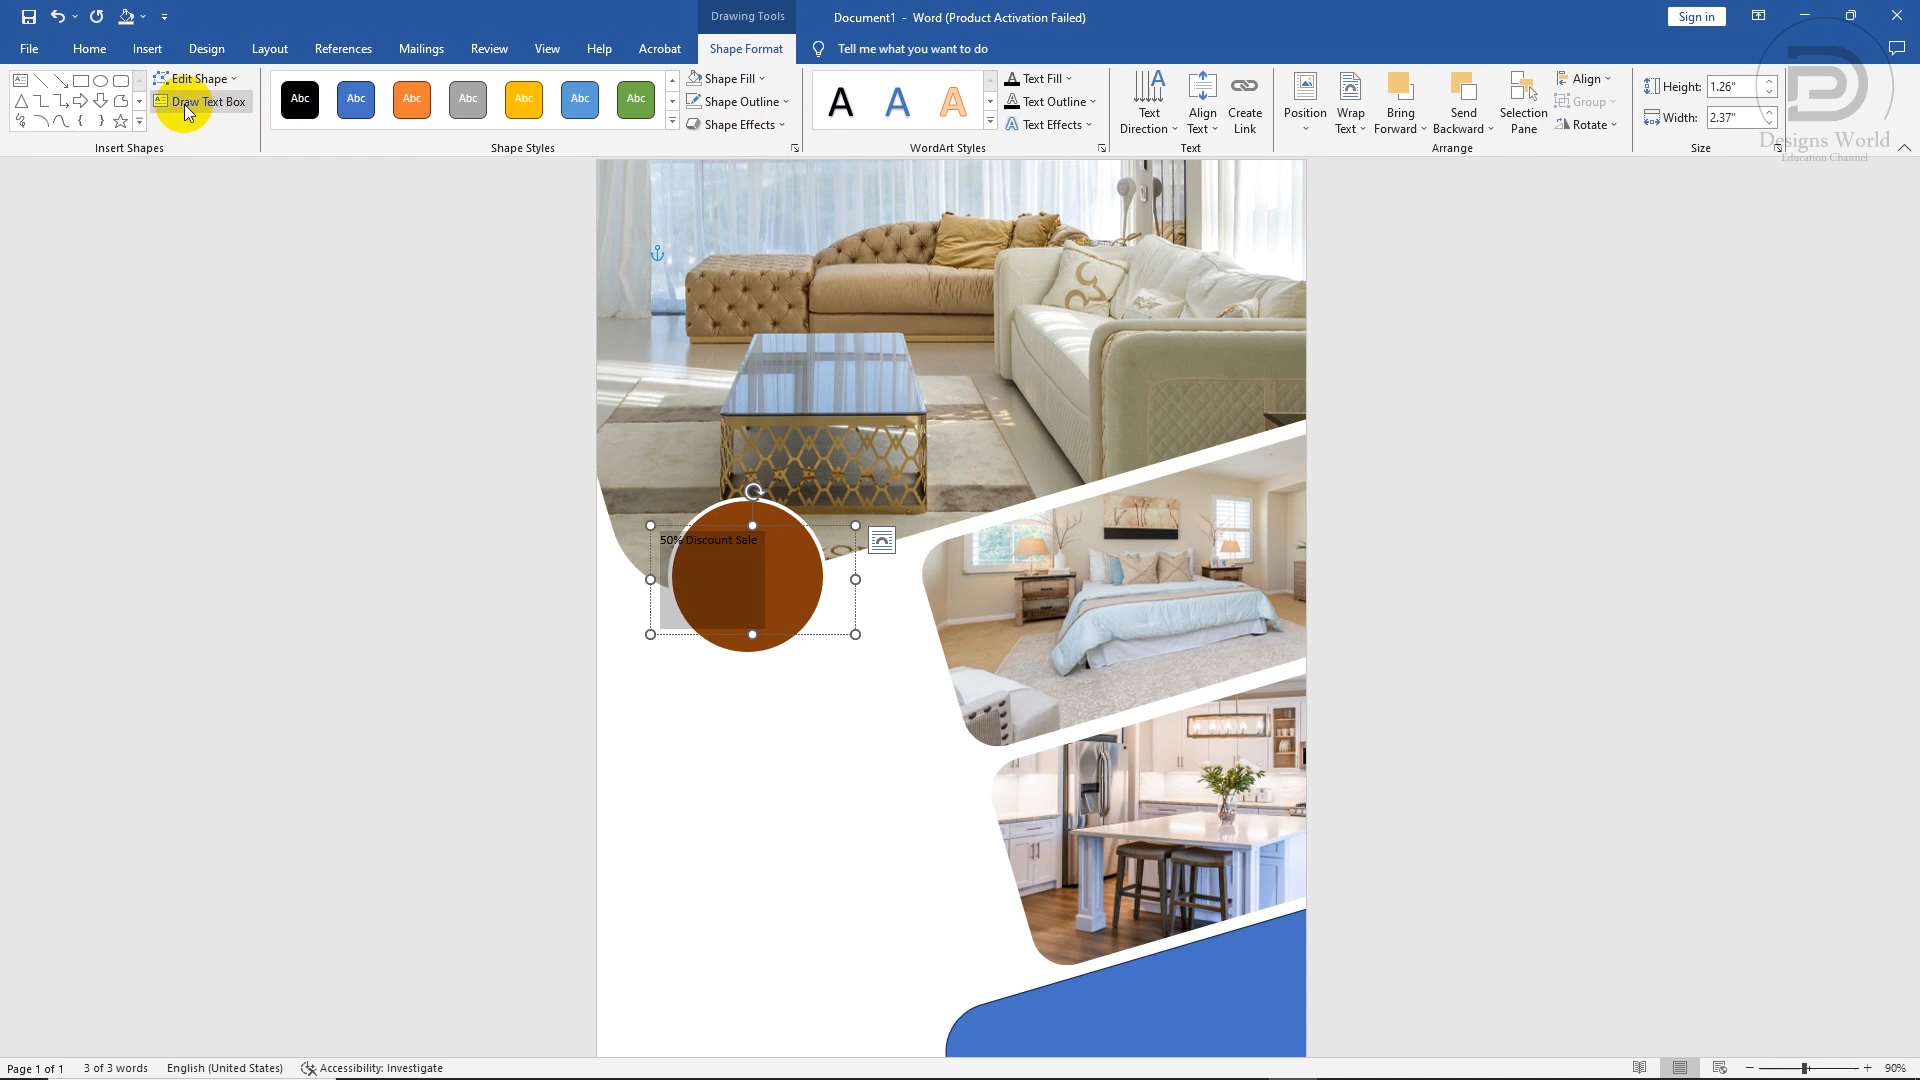 Drawing Tools
Document1 - Word (Product Activation Failed)
Sign in
File
Home
Insert
Design
Layout
References
Mailings
Review
View
Help
Acrobat
Shape Format
Tell me what you want to do
Edit Shape
Draw Text Box
Insert Shapes
Abc
Abc
Abc
Abc
Abc
Abc
Abc
Shape Styles
Shape Fill
Shape Outline
Shape Effects
A
A
A
WordArt Styles
Text Fill
Text Outline
Text Effects
Text Direction
Align Text
Create Link
Text
Position
Wrap Text
Bring Forward
Send Backward
Selection Pane
Align
Group
Rotate
Arrange
Height: 1.26"
Width: 2.37"
Size
Designs World
Education Channel
50% Discount Sale
Page 1 of 1
3 of 3 words
English (United States)
Accessibility: Investigate
90%